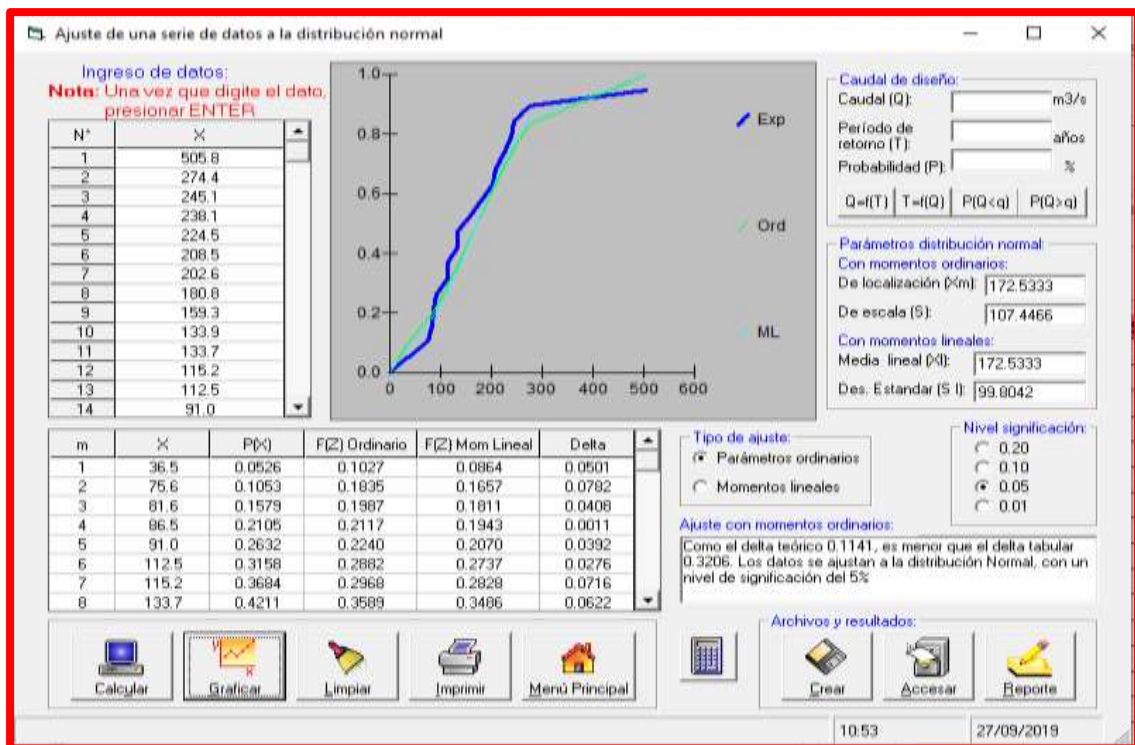 Ajuste de una serie de datos a la distribución normal
Ingreso de datos:
Nota: Una vez que digite el dato,
presionar ENTER
N° X
1 505.8
2 274.4
3 245.1
4 238.1
5 224.5
6 208.5
7 202.6
8 180.8
9 159.3
10 133.9
11 133.7
12 115.2
13 112.5
14 91.0
1.0
0.8
0.6
0.4
0.2
0.0
0 100 200 300 400 500 600
Exp
Ord
ML
Caudal de diseño:
Caudal (Q): m3/s
Período de
retorno (T): años
Probabilidad (P): %
Q=f(T) T=f(Q) P(Q<q) P(Q>q)
Parámetros distribución normal:
Con momentos ordinarios:
De localización (Xm): 172.5333
De escala (S): 107.4466
Con momentos lineales:
Media lineal (Xl): 172.5333
Des. Estandar (S l): 99.8042
m X P(X) F(Z) Ordinario F(Z) Mom Lineal Delta
1 36.5 0.0526 0.1027 0.0864 0.0501
2 75.6 0.1053 0.1835 0.1657 0.0782
3 81.6 0.1579 0.1987 0.1811 0.0408
4 86.5 0.2105 0.2117 0.1943 0.0011
5 91.0 0.2632 0.2240 0.2070 0.0392
6 112.5 0.3158 0.2882 0.2737 0.0276
7 115.2 0.3684 0.2968 0.2828 0.0716
8 133.7 0.4211 0.3589 0.3486 0.0622
Tipo de ajuste:
Parámetros ordinarios
Momentos lineales
Nivel significación:
0.20
0.10
0.05
0.01
Ajuste con momentos ordinarios:
Como el delta teórico 0.1141, es menor que el delta tabular
0.3206. Los datos se ajustan a la distribución Normal, con un
nivel de significación del 5%
Calcular Graficar Limpiar Imprimir Menú Principal
Archivos y resultados:
Crear Accesar Reporte
10:53 27/09/2019